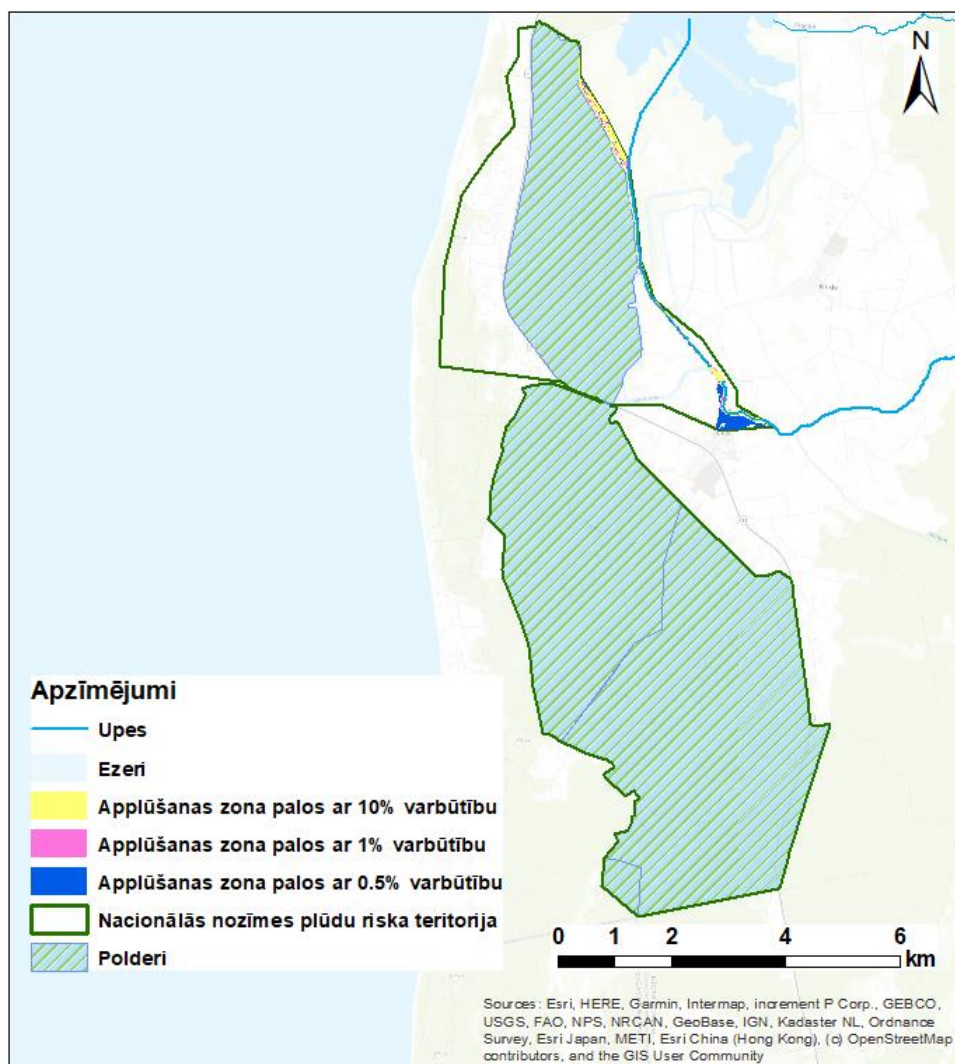 N
Apzīmējumi
Upes
Ezeri
Applūšanas zona palos ar 10% varbūtību
Applūšanas zona palos ar 1% varbūtību
Applūšanas zona palos ar 0.5% varbūtību
Nacionālās nozīmes plūdu riska teritorija
Polderi
0 1 2 4 6
km
Sources: Esri, HERE, Garmin, Intermap, increment P Corp., GEBCO,
USGS, FAO, NPS, NRCAN, GeoBase, IGN, Kadaster NL, Ordnance
Survey, Esri Japan, METI, Esri China (Hong Kong), (c) OpenStreetMap
contributors, and the GIS User Community